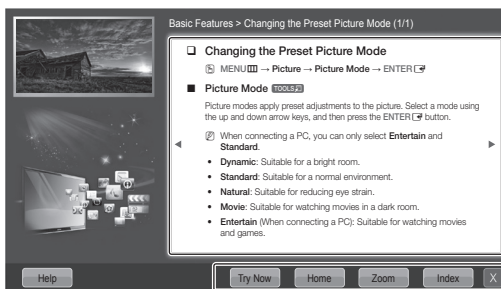 Basic Features > Changing the Preset Picture Mode (1/1)
Changing the Preset Picture Mode
MENU → Picture → Picture Mode → ENTER
Picture Mode TOOLS
Picture modes apply preset adjustments to the picture. Select a mode using
the up and down arrow keys, and then press the ENTER button.
When connecting a PC, you can only select Entertain and
Standard.
• Dynamic: Suitable for a bright room.
• Standard: Suitable for a normal environment.
• Natural: Suitable for reducing eye strain.
• Movie: Suitable for watching movies in a dark room.
• Entertain (When connecting a PC): Suitable for watching movies
and games.
Help Try Now Home Zoom Index X